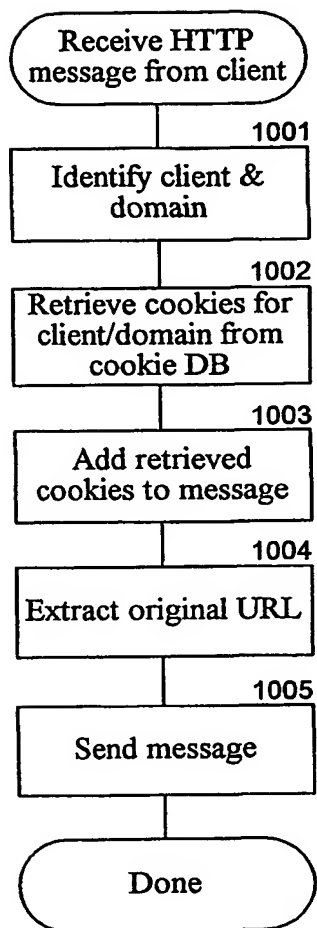 Receive HTTP
message from client
1001
Identify client &
domain
1002
Retrieve cookies for
client/domain from
cookie DB
1003
Add retrieved
cookies to message
1004
Extract original URL
1005
Send message
Done